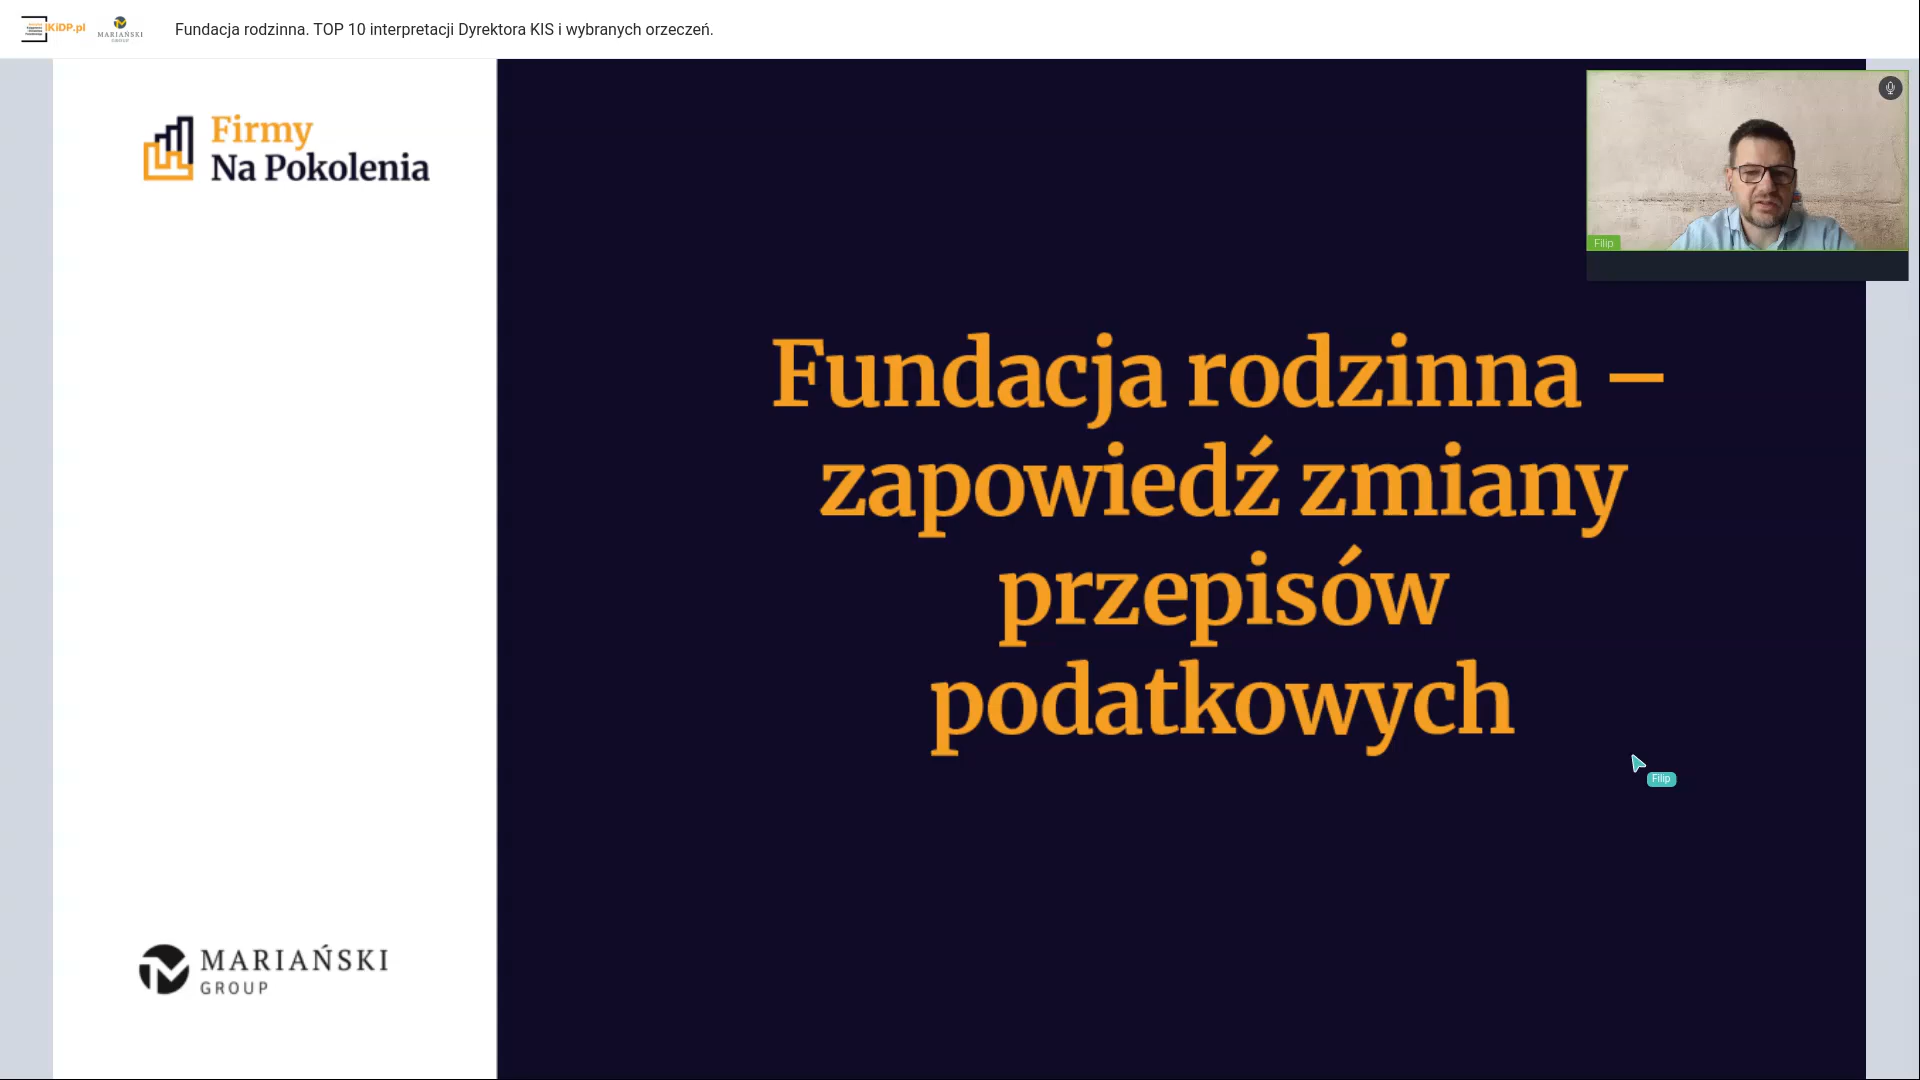 IKiDP.pl
MARIAŃSKI
GROUP
Fundacja rodzinna. TOP 10 interpretacji Dyrektora KIS i wybranych orzeczeń.
Firmy
Na Pokolenia
Filip
Fundacja rodzinna –
zapowiedź zmiany
przepisów
podatkowych
Filip
MARIAŃSKI
GROUP